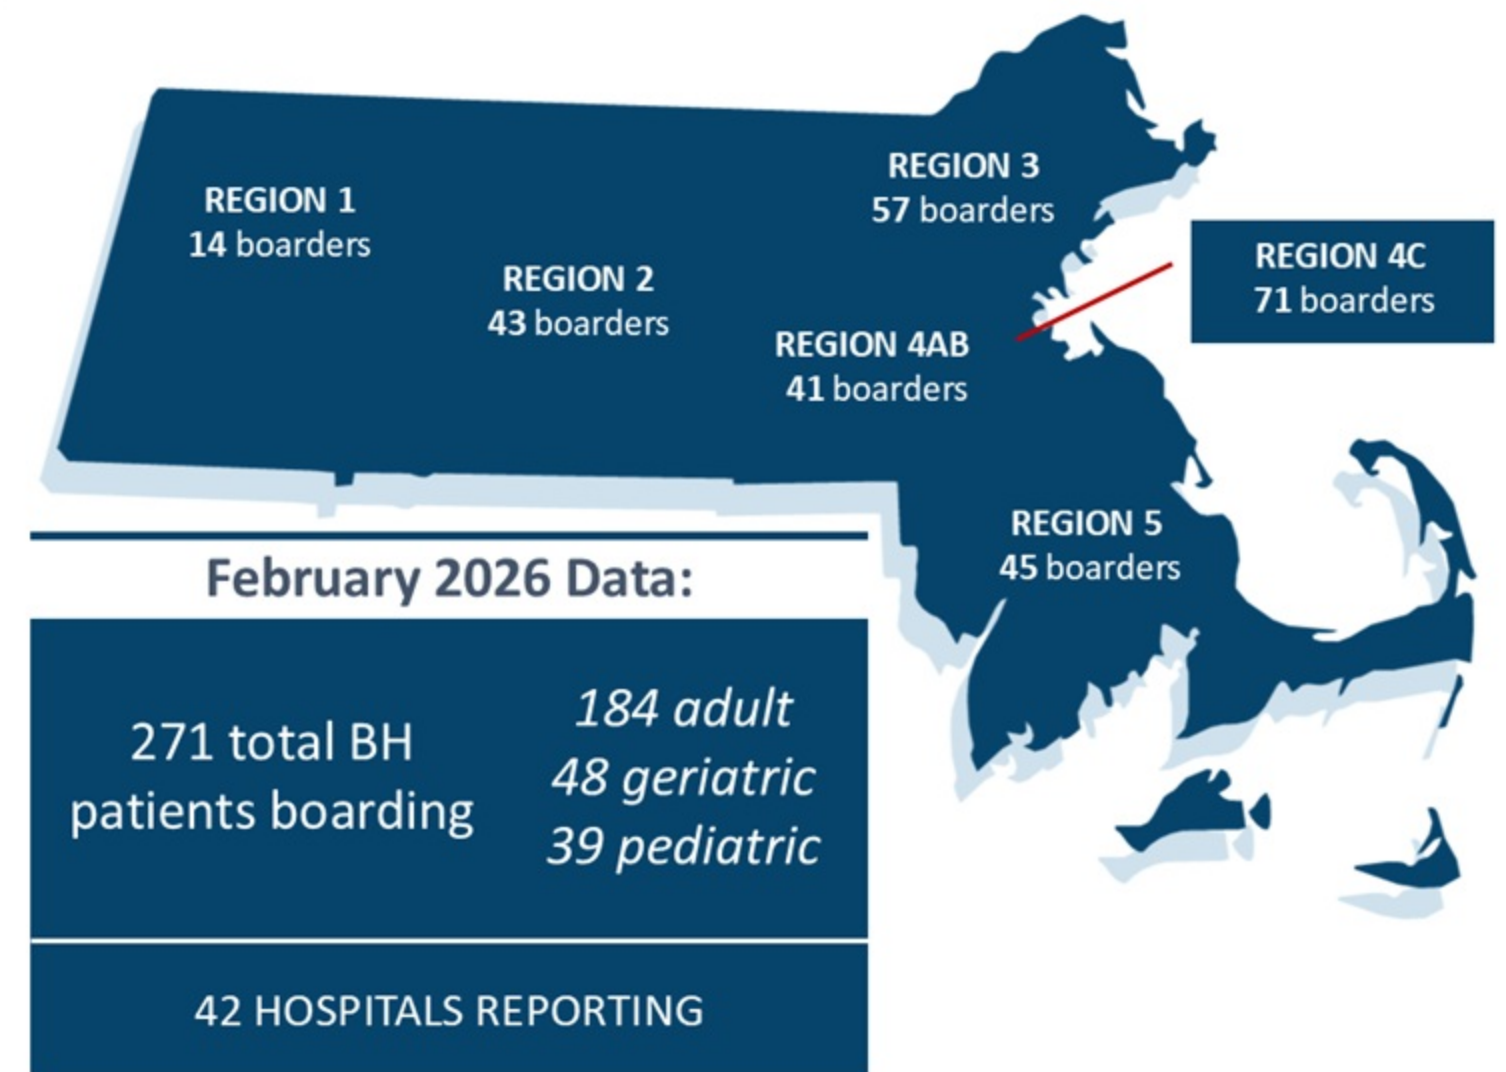 REGION 1
14 boarders
REGION 2
43 boarders
REGION 3
57 boarders
REGION 4AB
41 boarders
REGION 4C
71 boarders
REGION 5
45 boarders
February 2026 Data:
271 total BH
patients boarding
184 adult
48 geriatric
39 pediatric
42 HOSPITALS REPORTING